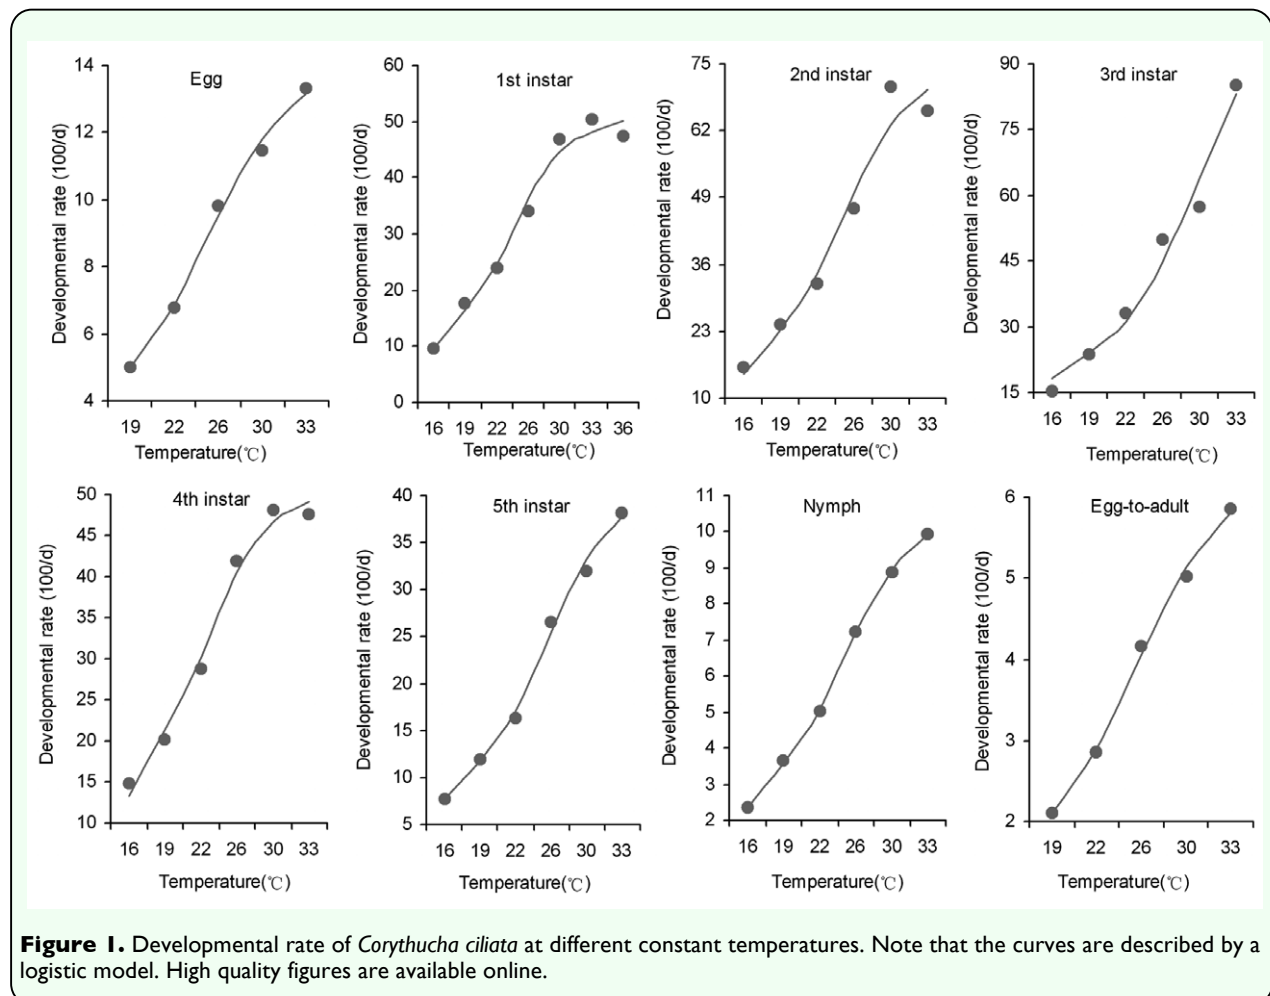 Egg
Developmental rate (100/d)
14
12
10
8
6
4
19 22 26 30 33
Temperature(℃)
1st instar
Developmental rate (100/d)
60
50
40
30
20
10
0
16 19 22 26 30 33 36
Temperature(℃)
2nd instar
Developmental rate (100/d)
75
62
49
36
23
10
16 19 22 26 30 33
Temperature(℃)
3rd instar
Developmental rate (100/d)
90
75
60
45
30
15
16 19 22 26 30 33
Temperature(℃)
4th instar
Developmental rate (100/d)
50
45
40
35
30
25
20
15
10
16 19 22 26 30 33
Temperature(℃)
5th instar
Developmental rate (100/d)
40
35
30
25
20
15
10
5
16 19 22 26 30 33
Temperature(℃)
Nymph
Developmental rate (100/d)
11
10
9
8
7
6
5
4
3
2
16 19 22 26 30 33
Temperature(℃)
Egg-to-adult
Developmental rate (100/d)
6
5
4
3
2
19 22 26 30 33
Temperature(℃)
Figure 1. Developmental rate of Corythucha ciliata at different constant temperatures. Note that the curves are described by a
logistic model. High quality figures are available online.